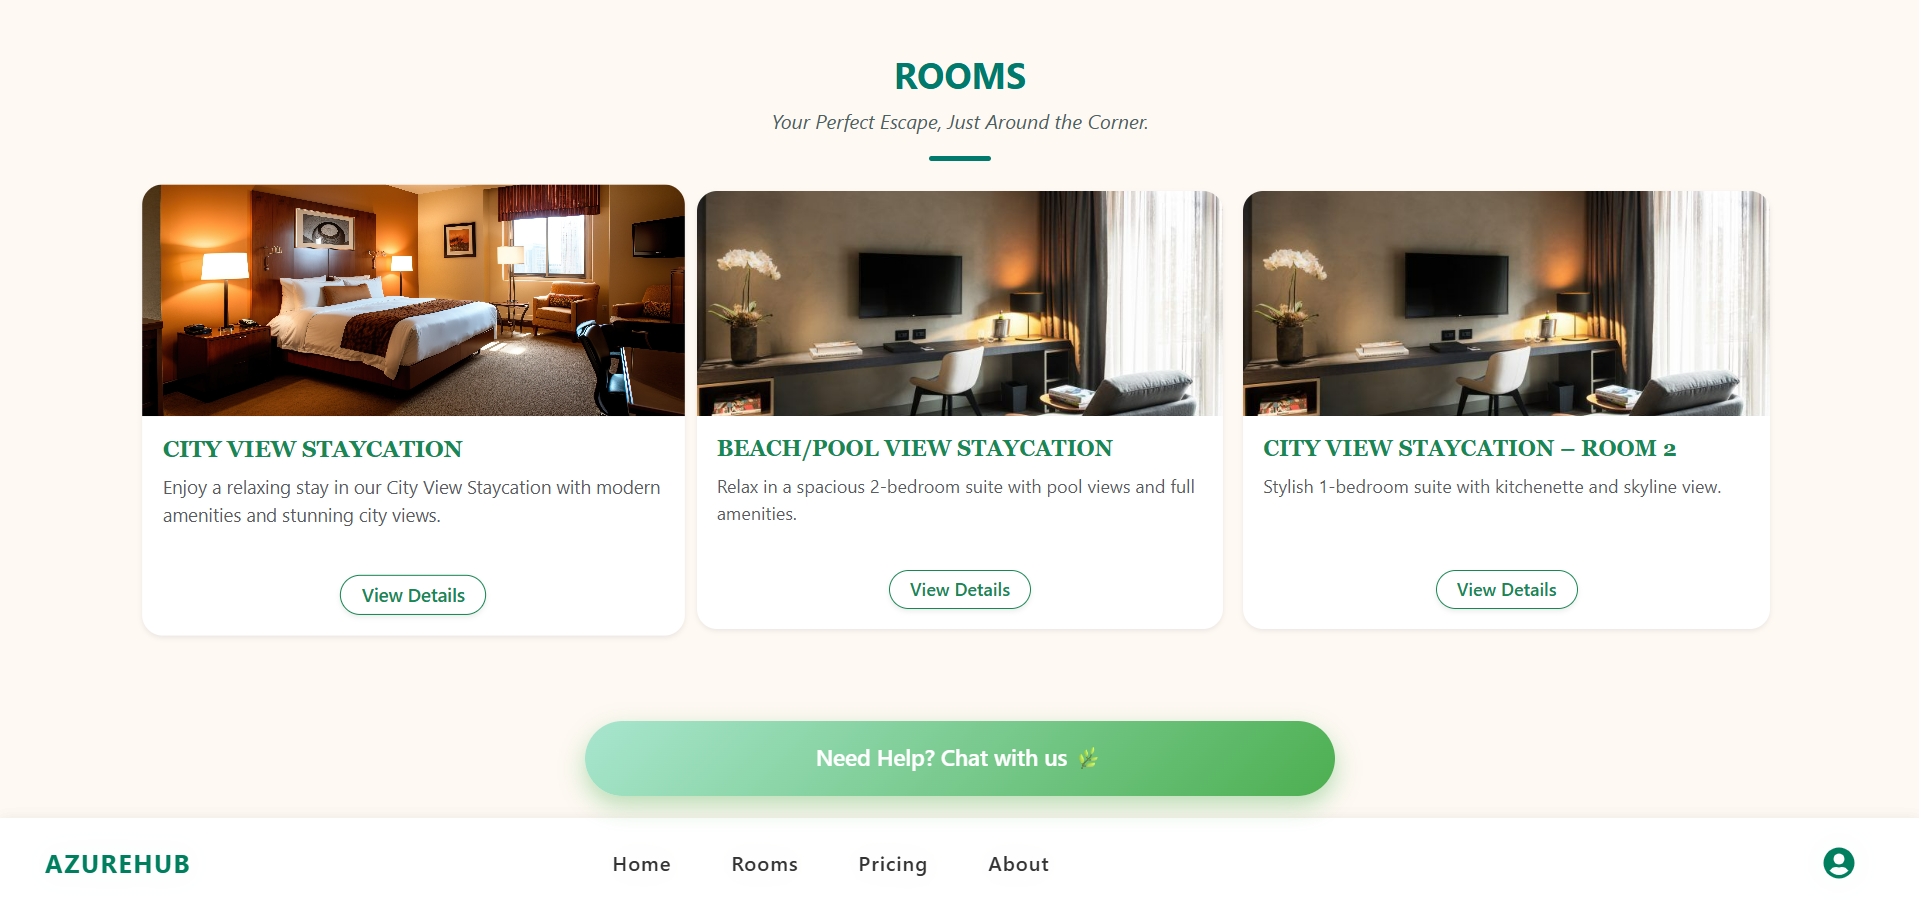 ROOMS
Your Perfect Escape, Just Around the Corner.
CITY VIEW STAYCATION
Enjoy a relaxing stay in our City View Staycation with modern
amenities and stunning city views.
View Details
BEACH/POOL VIEW STAYCATION
Relax in a spacious 2-bedroom suite with pool views and full
amenities.
View Details
CITY VIEW STAYCATION – ROOM 2
Stylish 1-bedroom suite with kitchenette and skyline view.
View Details
Need Help? Chat with us 🌿
AZUREHUB
Home
Rooms
Pricing
About